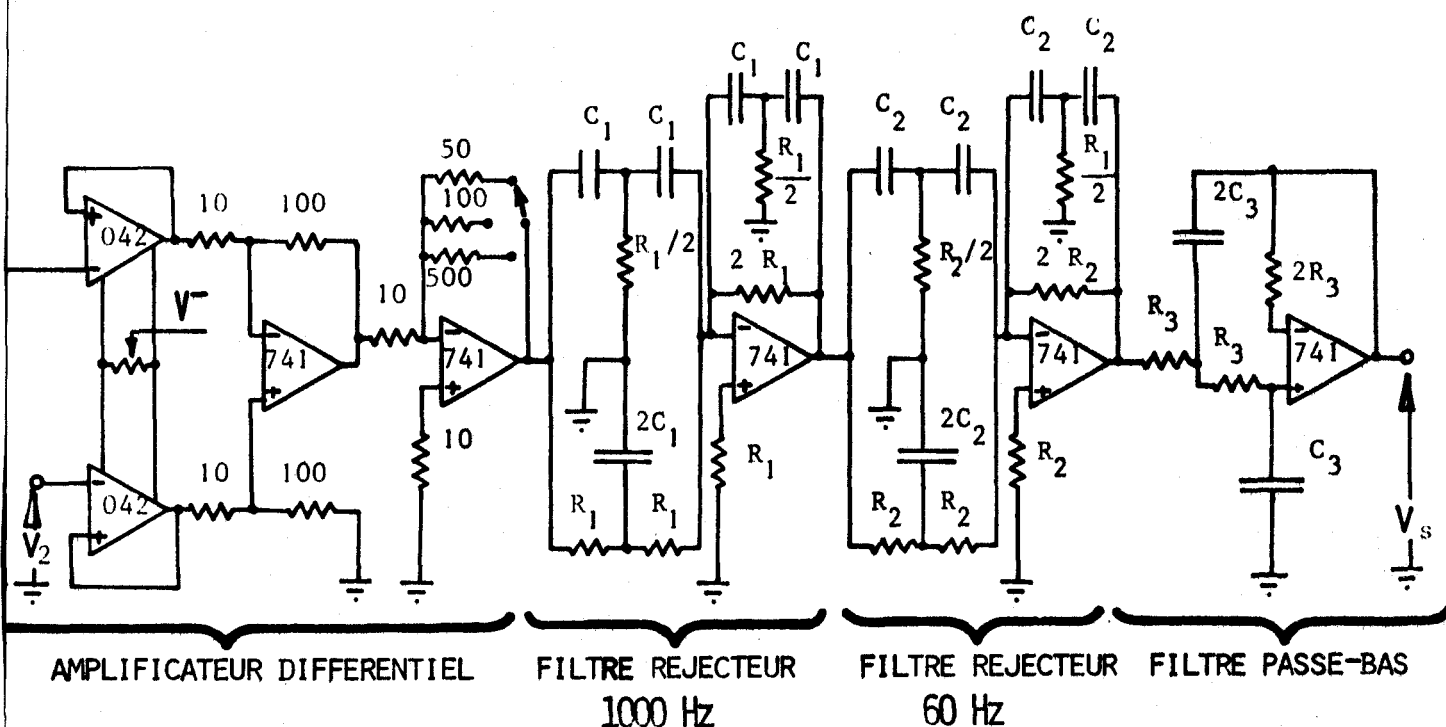 C2 C2
C1 C1
C1 C1
C2 C2
50
10 100
100
R1/2
2C3
042
R1/2
R1/2
R2/2
500
2 R1
2 R2
2R3
V-
10
R3
R3
741
741
741
741
741
10
2C1
2C2
R1
R2
C3
10 100
042
R1 R1
R2 R2
V2
Vs
AMPLIFICATEUR DIFFERENTIEL
FILTRE REJECTEUR
1000 Hz
FILTRE REJECTEUR
60 Hz
FILTRE PASSE-BAS